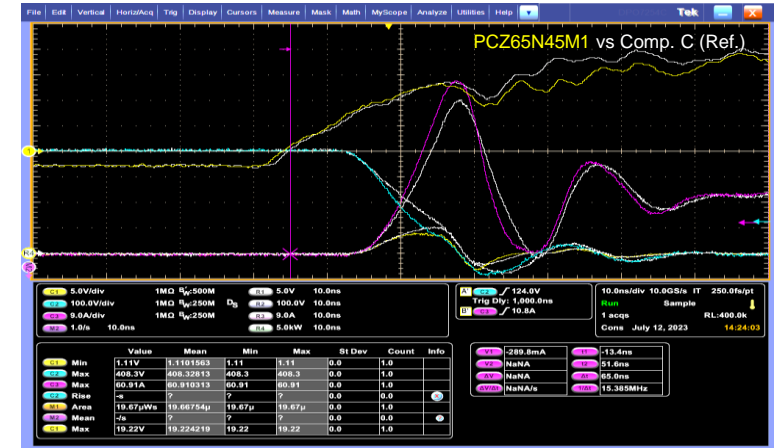 File Edit Vertical Horiz/Acq Trig Display Cursors Measure Mask Math MyScope Analyze Utilities Help Tek X
PCZ65N45M1 vs Comp. C (Ref.)
C1 5.0V/div 1MΩ BW:500M R1 5.0V 10.0ns
C2 100.0V/div 1MΩ BW:250M DS R2 100.0V 10.0ns
C3 9.0A/div 1MΩ BW:250M R3 9.0A 10.0ns
M2 1.0/s 10.0ns R4 5.0kW 10.0ns
A' C2 124.0V
Trig Dly: 1,000.0ns
B' C3 10.8A
10.0ns/div 10.0GS/s IT 250.0fs/pt
Run Sample
1 acqs RL:400.0k
Cons July 12, 2023 14:24:03
Value Mean Min Max St Dev Count Info
C1 Min 1.11V 1.1101563 1.11 1.11 0.0 1.0
C2 Max 408.3V 408.32813 408.3 408.3 0.0 1.0
C3 Max 60.91A 60.910313 60.91 60.91 0.0 1.0
C2 Rise -s ? ? ? 0.0 0.0
M1 Area 19.67µWs 19.66754µ 19.67µ 19.67µ 0.0 1.0
M2 Mean -/s ? ? ? 0.0 0.0
C1 Max 19.22V 19.224219 19.22 19.22 0.0 1.0
V1 -289.8mA t1 -13.4ns
V2 NaNA t2 51.6ns
ΔV NaNA Δt 65.0ns
ΔV/Δt NaNA/s 1/Δt 15.385MHz